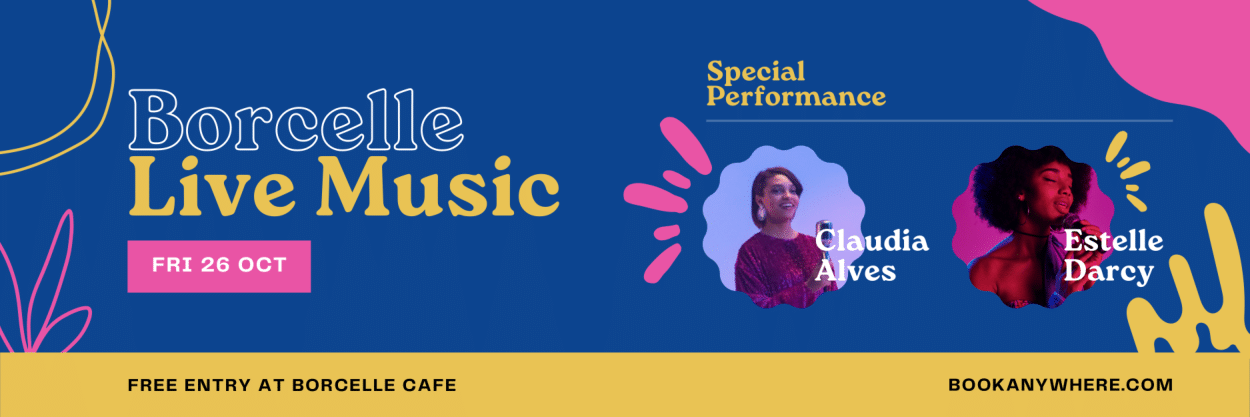 Borcelle
Live Music
FRI 26 OCT
Special
Performance
Claudia
Alves
Estelle
Darcy
FREE ENTRY AT BORCELLE CAFE
BOOKANYWHERE.COM